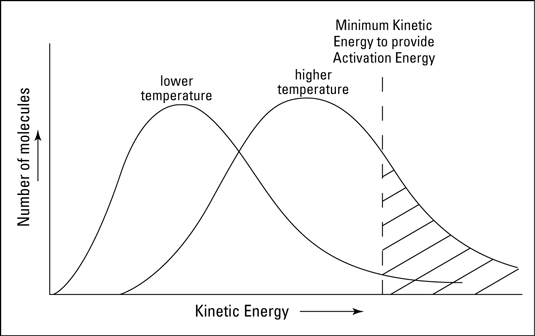 Minimum Kinetic
Energy to provide
Activation Energy
lower
temperature
higher
temperature
Number of molecules
Kinetic Energy